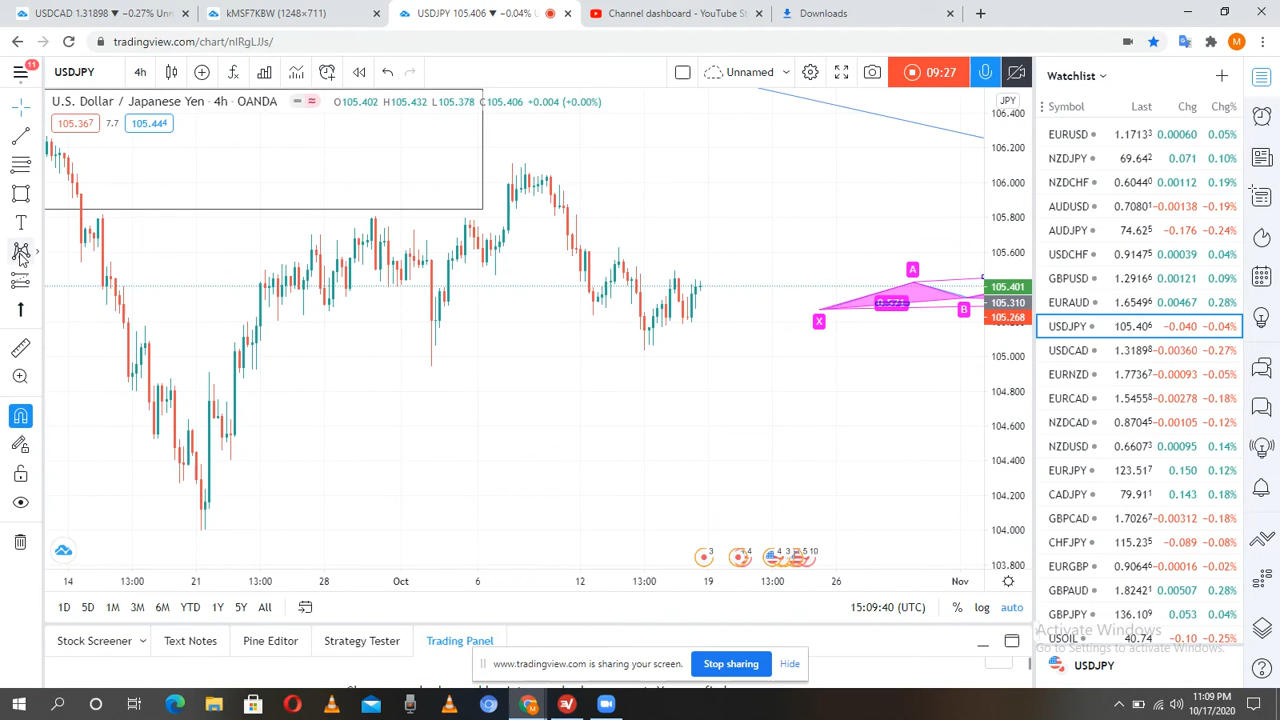 USDCAD 1.31893 ▼ −0.27% Unna
kMSF7KBW (1248×711)
USDJPY 105.406 ▼ −0.04% U
Channel dashboard - YouTube St
Downloads
tradingview.com/chart/nIRgLJJs/
M
11
USDJPY 4h Unnamed 09:27
U.S. Dollar / Japanese Yen · 4h · OANDA O105.402 H105.432 L105.378 C105.406 +0.004 (+0.00%)
105.367 7.7 105.444
JPY
106.400
106.200
106.000
105.800
105.600
105.401
105.310
105.268
105.000
104.800
104.600
104.400
104.200
104.000
103.800
X
A
B
0.571
3 4 4 3 5 10
14 13:00 21 13:00 28 Oct 6 12 13:00 19 13:00 26 Nov
1D 5D 1M 3M 6M YTD 1Y 5Y All 15:09:40 (UTC) % log auto
Stock Screener Text Notes Pine Editor Strategy Tester Trading Panel
www.tradingview.com is sharing your screen. Stop sharing Hide
Watchlist
Symbol Last Chg Chg%
EURUSD 1.17133 0.00060 0.05%
NZDJPY 69.642 0.071 0.10%
NZDCHF 0.60440 0.00112 0.19%
AUDUSD 0.70801 −0.00138 −0.19%
AUDJPY 74.625 −0.176 −0.24%
USDCHF 0.91475 0.00039 0.04%
GBPUSD 1.29166 0.00121 0.09%
EURAUD 1.65496 0.00467 0.28%
USDJPY 105.406 −0.040 −0.04%
USDCAD 1.31898 −0.00360 −0.27%
EURNZD 1.77367 −0.00093 −0.05%
EURCAD 1.54558 −0.00278 −0.18%
NZDCAD 0.87045 −0.00105 −0.12%
NZDUSD 0.66073 0.00095 0.14%
EURJPY 123.517 0.150 0.12%
CADJPY 79.911 0.143 0.18%
GBPCAD 1.70267 −0.00312 −0.18%
CHFJPY 115.235 −0.089 −0.08%
EURGBP 0.90646 −0.00016 −0.02%
GBPAUD 1.82421 0.00507 0.28%
GBPJPY 136.109 0.053 0.04%
USOIL 40.74 −0.10 −0.25%
Activate Windows
Go to Settings to activate Windows.
USDJPY
11:09 PM
10/17/2020